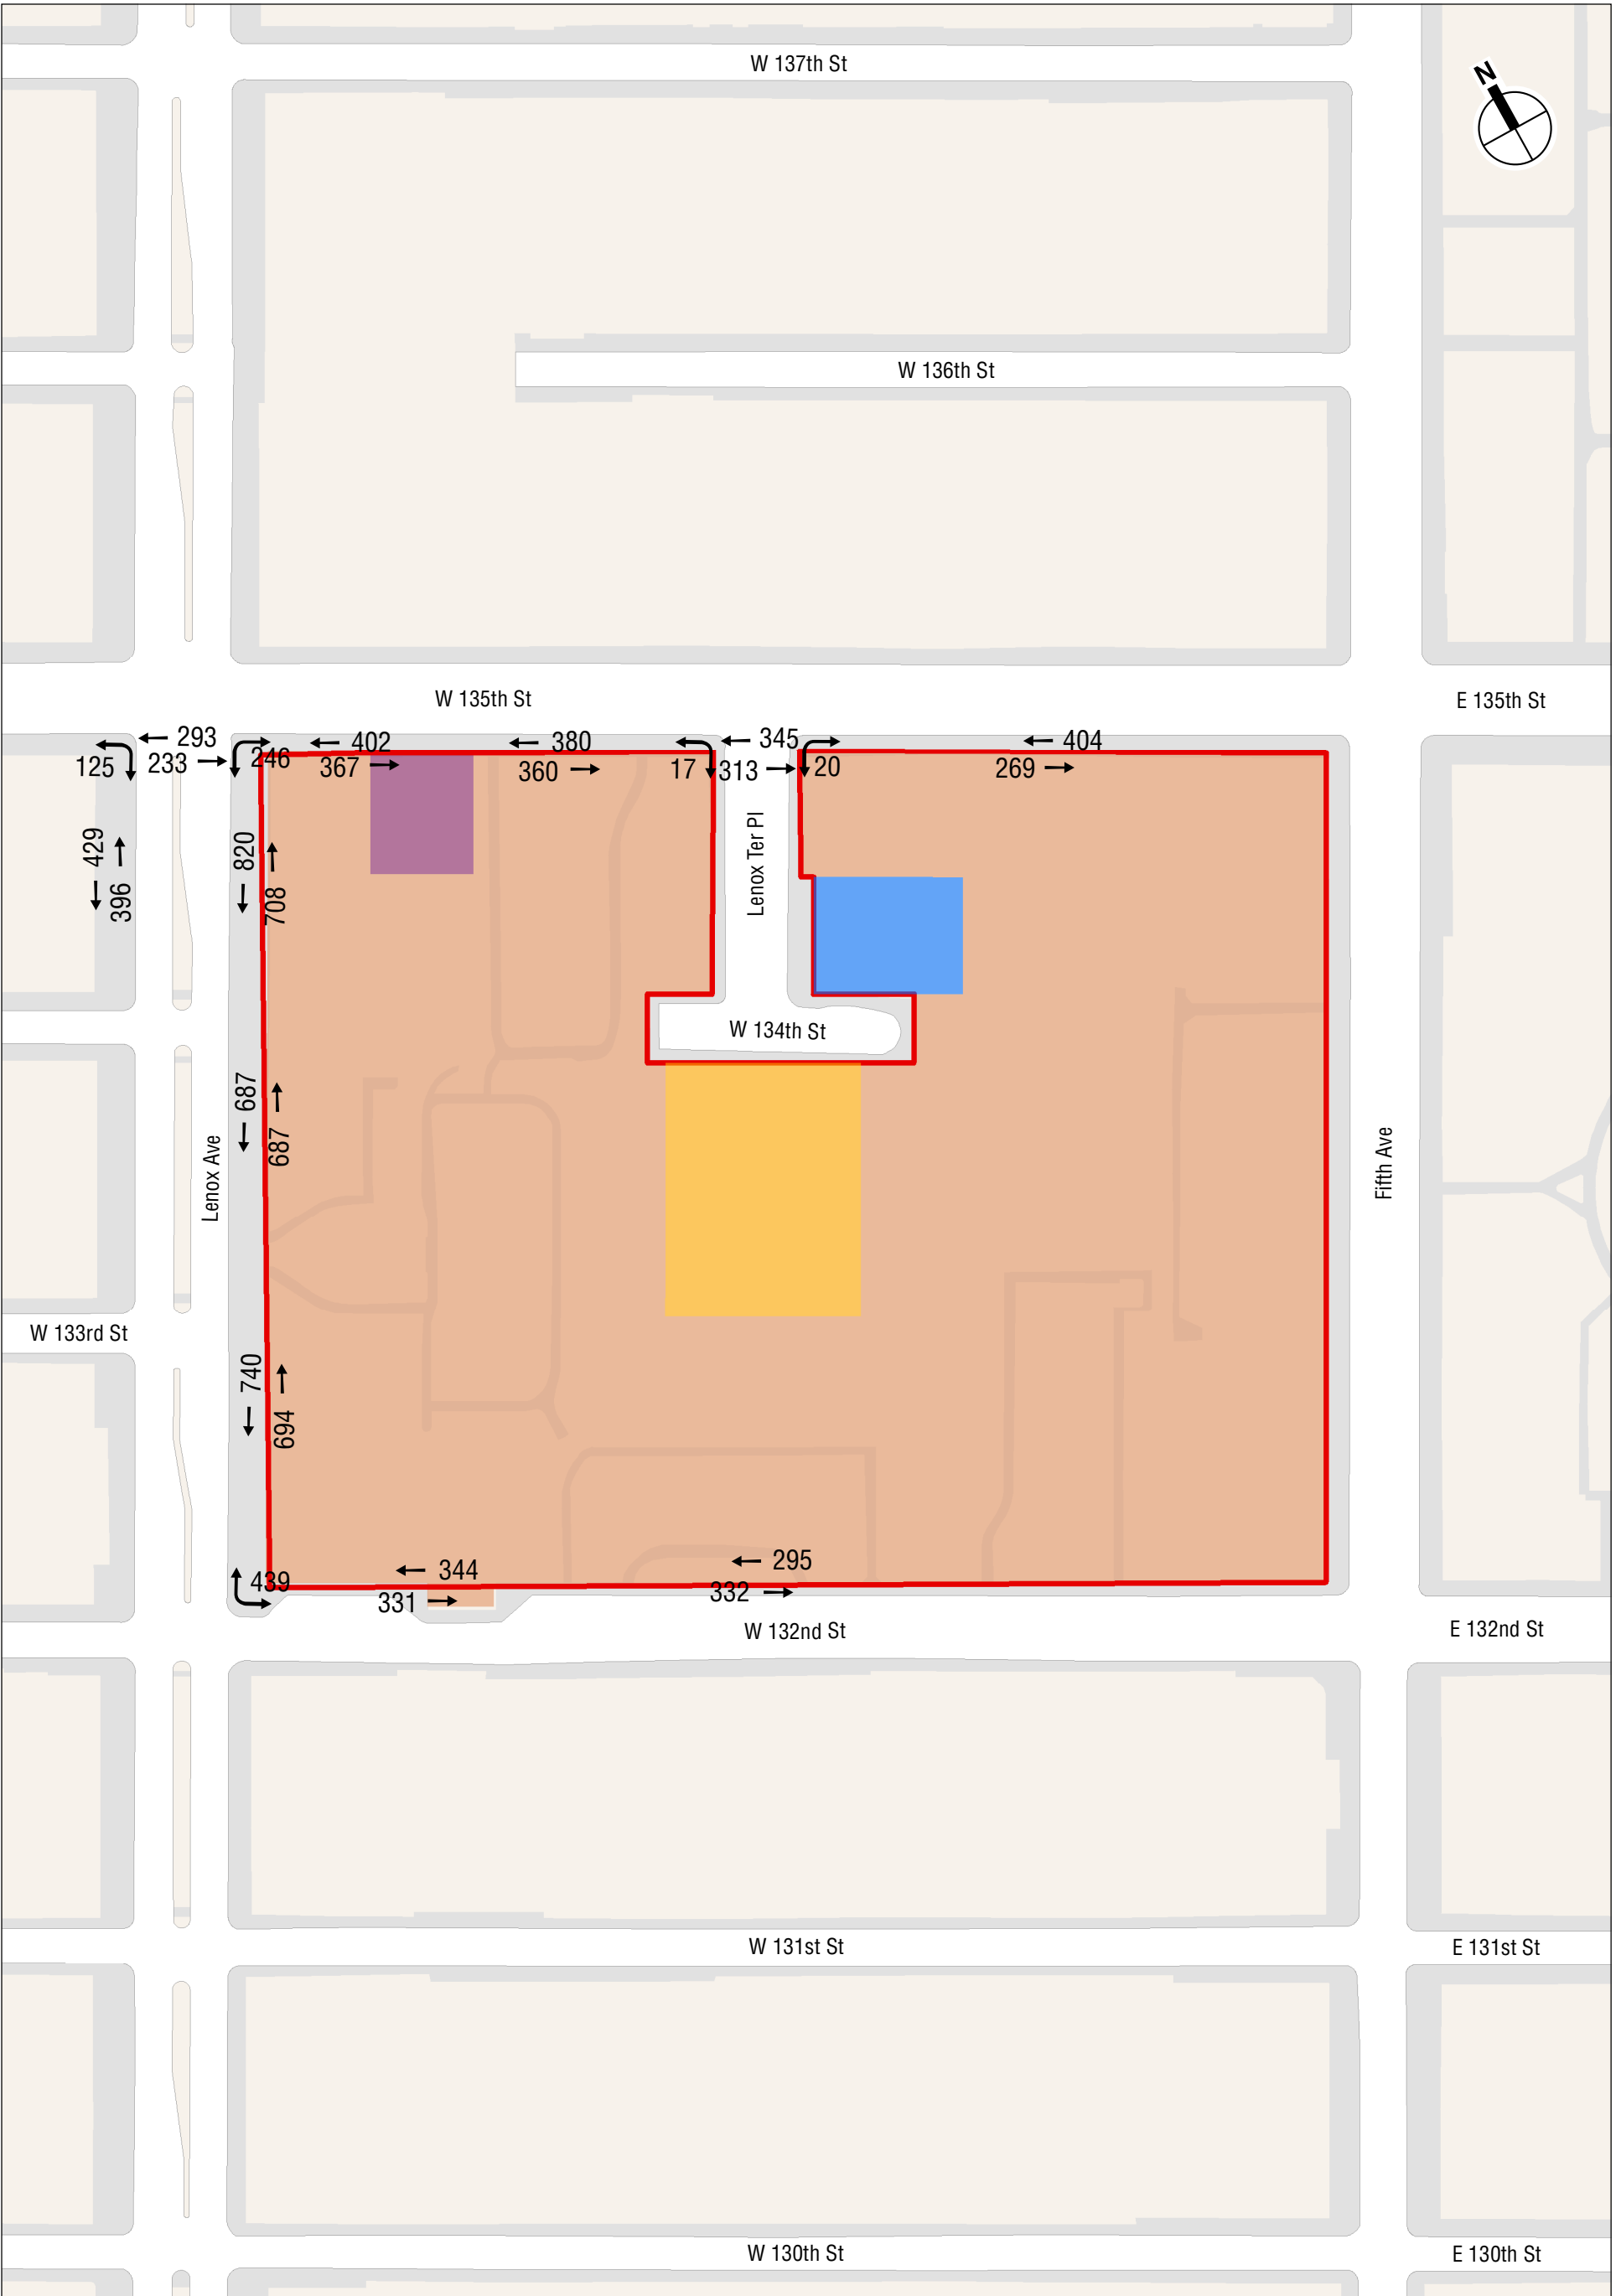 W 137th St
N
W 136th St
W 135th St
E 135th St
293
402
380
345
404
125
233
246
367
360
17
313
20
269
429
396
820
708
Lenox Ter Pl
W 134th St
687
687
Lenox Ave
Fifth Ave
W 133rd St
740
694
344
295
439
331
332
W 132nd St
E 132nd St
W 131st St
E 131st St
W 130th St
E 130th St